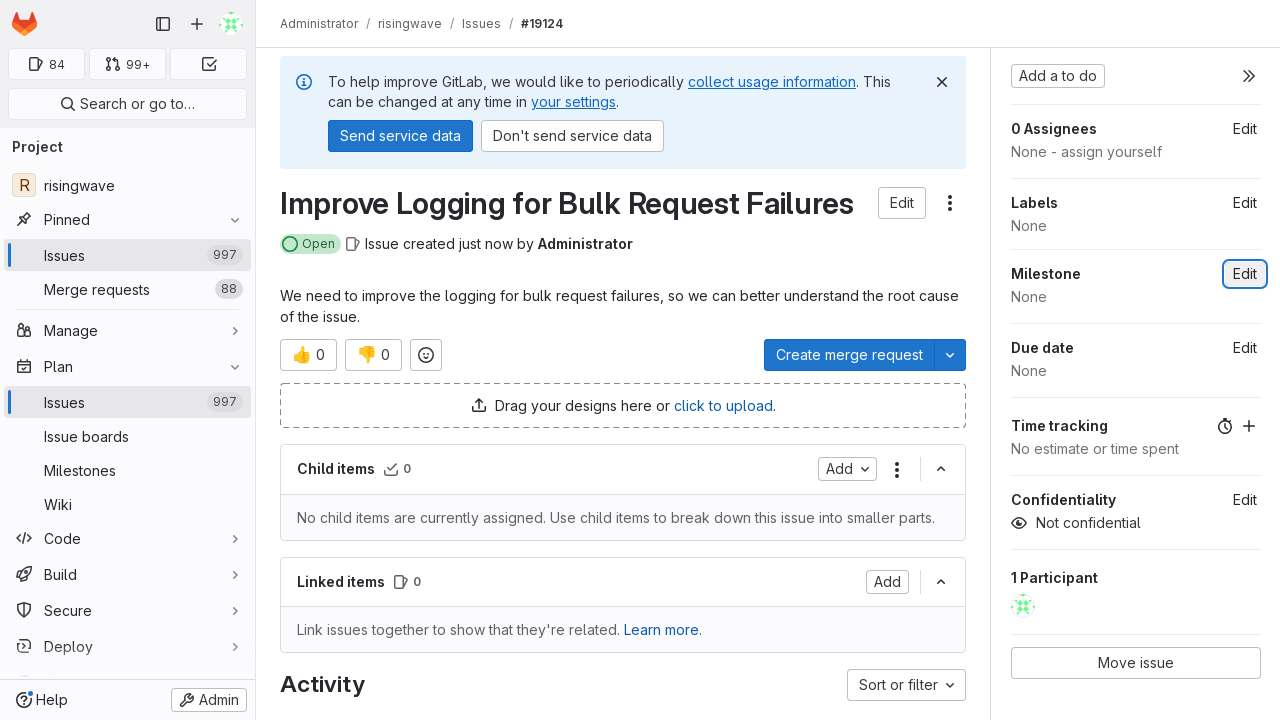 84
99+
Search or go to…
Project
R
risingwave
Pinned
Issues
997
Merge requests
88
Manage
Plan
Issues
997
Issue boards
Milestones
Wiki
Code
Build
Secure
Deploy
Help
Admin
Administrator / risingwave / Issues / #19124
To help improve GitLab, we would like to periodically collect usage information. This
can be changed at any time in your settings.
Send service data
Don't send service data
Improve Logging for Bulk Request Failures
Edit
Open
Issue created just now by Administrator
We need to improve the logging for bulk request failures, so we can better understand the root cause
of the issue.
👍 0
👎 0
Create merge request
Drag your designs here or click to upload.
Child items
0
Add
No child items are currently assigned. Use child items to break down this issue into smaller parts.
Linked items
0
Add
Link issues together to show that they're related. Learn more.
Activity
Sort or filter
Add a to do
0 Assignees
Edit
None - assign yourself
Labels
Edit
None
Milestone
Edit
None
Due date
Edit
None
Time tracking
No estimate or time spent
Confidentiality
Edit
Not confidential
1 Participant
Move issue